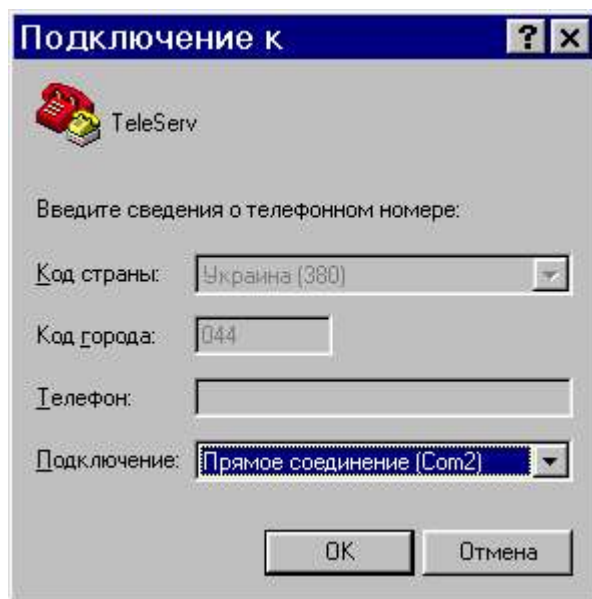 Подключение к
TeleServ
Введите сведения о телефонном номере:
Код страны: Украина (380)
Код города: 044
Телефон:
Подключение: Прямое соединение (Com2)
OK Отмена